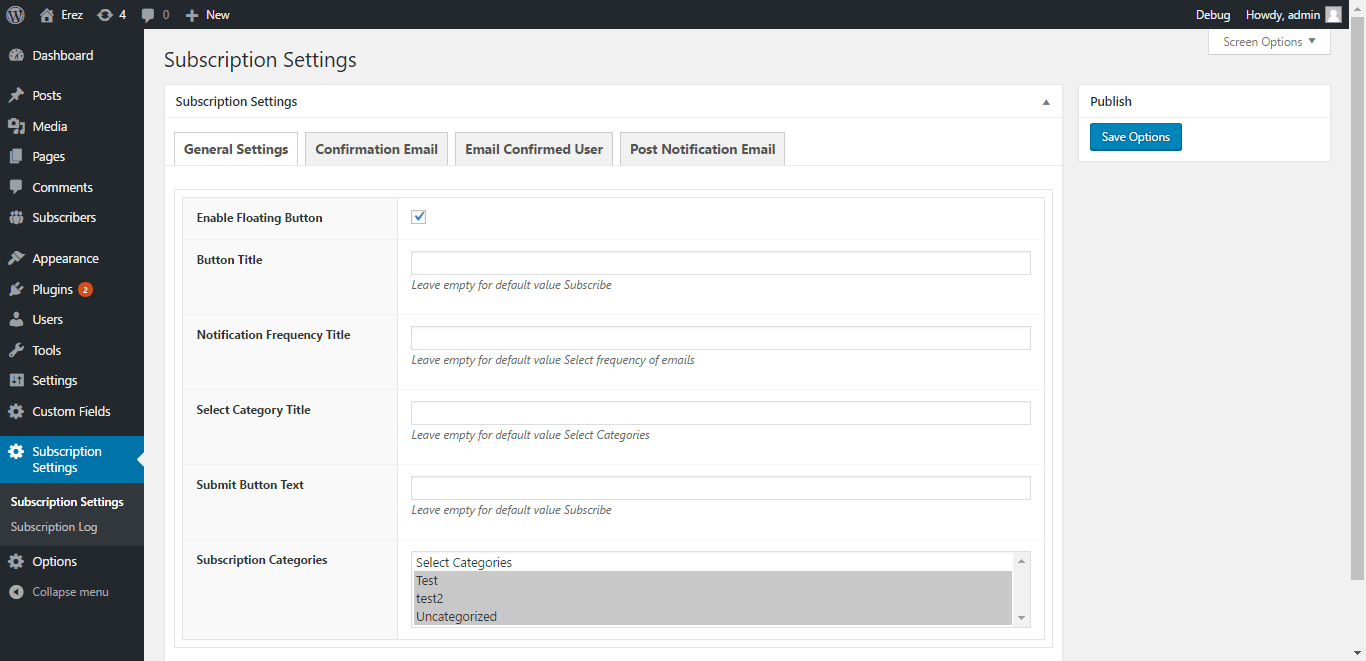 Erez 4 0 New Debug Howdy, admin
Screen Options
Dashboard
Posts
Media
Pages
Comments
Subscribers
Appearance
Plugins 2
Users
Tools
Settings
Custom Fields
Subscription
Settings
Subscription Settings
Subscription Log
Options
Collapse menu
Subscription Settings
Subscription Settings
General Settings Confirmation Email Email Confirmed User Post Notification Email
Enable Floating Button
Button Title
Leave empty for default value Subscribe
Notification Frequency Title
Leave empty for default value Select frequency of emails
Select Category Title
Leave empty for default value Select Categories
Submit Button Text
Leave empty for default value Subscribe
Subscription Categories
Select Categories
Test
test2
Uncategorized
Publish
Save Options